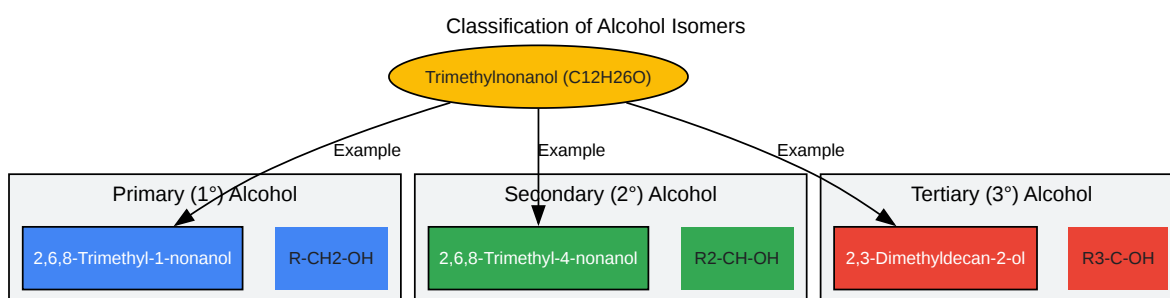 Classification of Alcohol Isomers
Trimethylnonanol (C12H26O)
Example
Example
Example
Primary (1°) Alcohol
Secondary (2°) Alcohol
Tertiary (3°) Alcohol
2,6,8-Trimethyl-1-nonanol
R-CH2-OH
2,6,8-Trimethyl-4-nonanol
R2-CH-OH
2,3-Dimethyldecan-2-ol
R3-C-OH